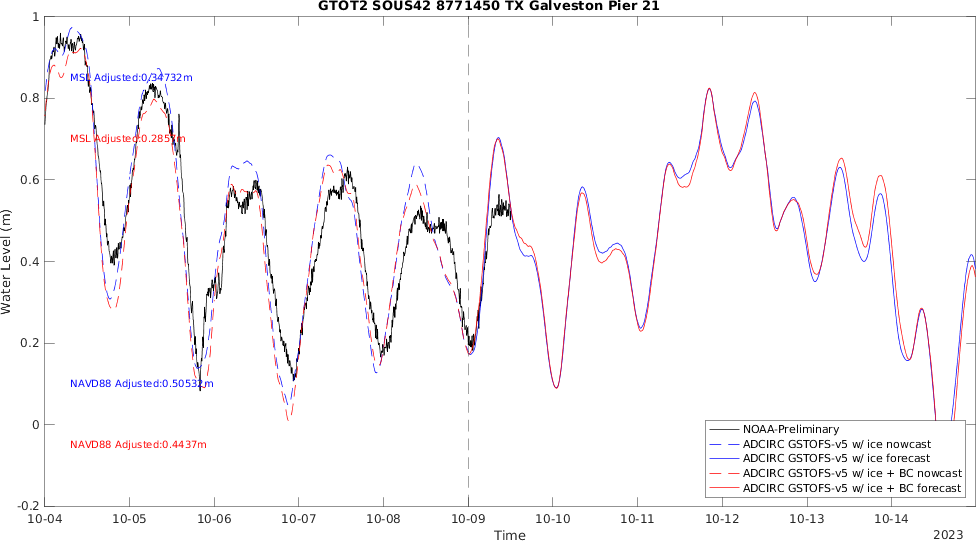 GTOT2 SOUS42 8771450 TX Galveston Pier 21
1
0.8
0.6
0.4
0.2
0
-0.2
Water Level (m)
MSL Adjusted:0.34732m
MSL Adjusted:0.2857m
NAVD88 Adjusted:0.50532m
NAVD88 Adjusted:0.4437m
NOAA-Preliminary
ADCIRC GSTOFS-v5 w/ ice nowcast
ADCIRC GSTOFS-v5 w/ ice forecast
ADCIRC GSTOFS-v5 w/ ice + BC nowcast
ADCIRC GSTOFS-v5 w/ ice + BC forecast
10-04 10-05 10-06 10-07 10-08 10-09 10-10 10-11 10-12 10-13 10-14
Time
2023